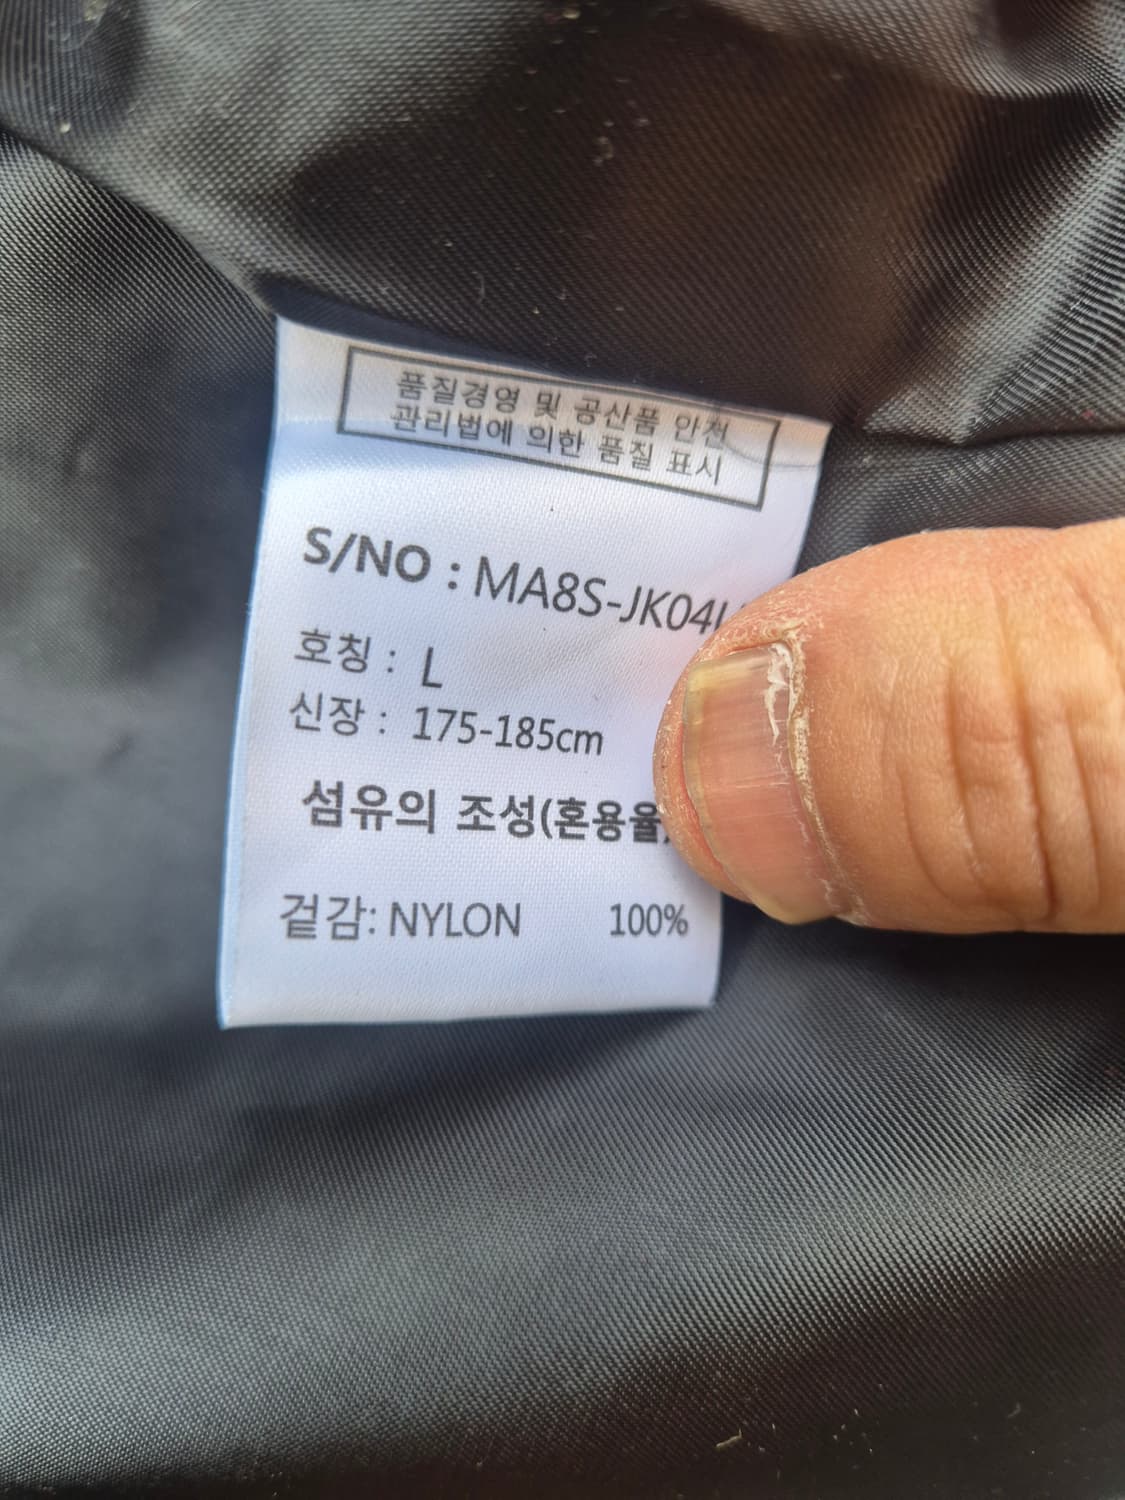 품질경영 및 공산품 안전
관리법에 의한 품질 표시
S/NO :
호칭 : L
신장 : 175-185cm
섬유의 조성(혼용율)
겉감: NYLON 100%